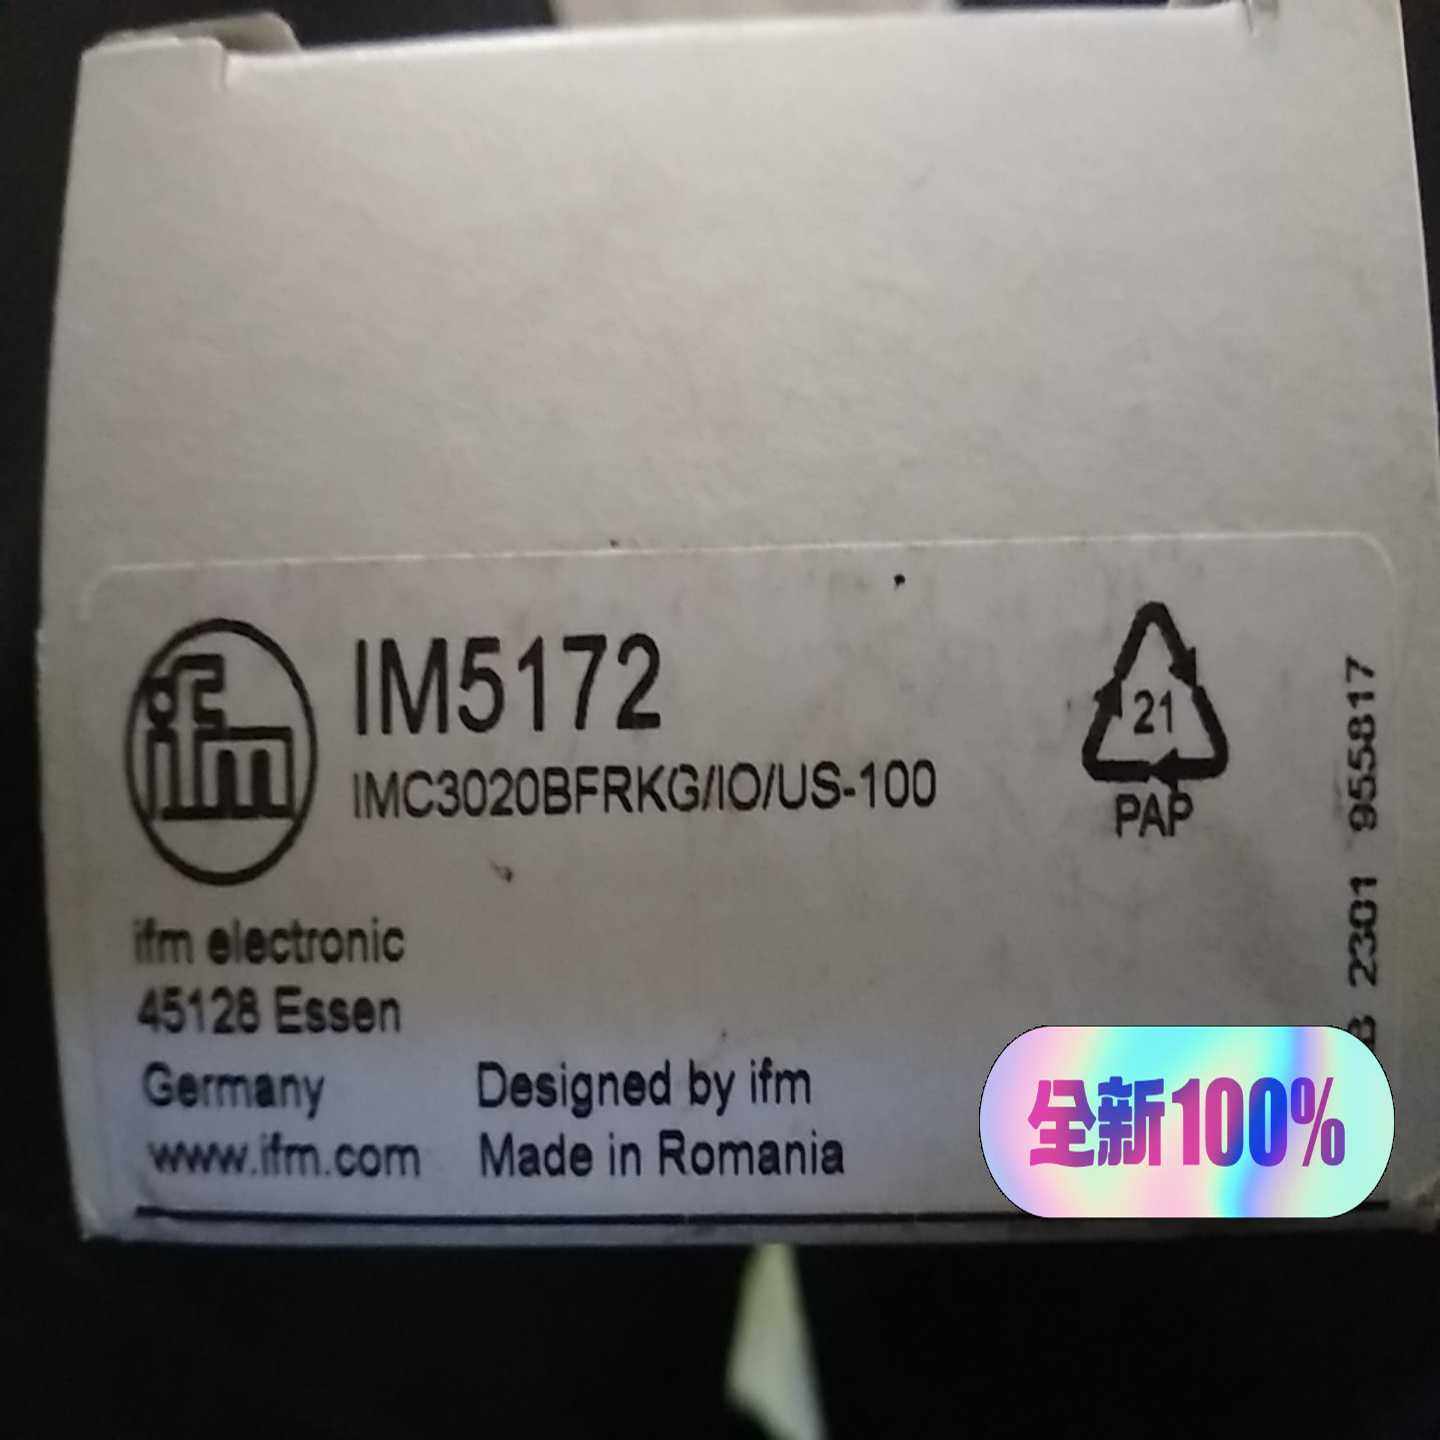 ifm
IM5172
IMC3020BFRKG/IO/US-100
21
PAP
ifm electronic
45128 Essen
Germany
www.ifm.com
Designed by ifm
Made in Romania
B 2301 955817
全新100%